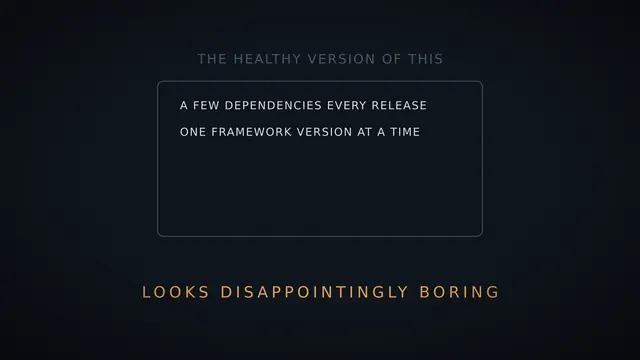 THE HEALTHY VERSION OF THIS
A FEW DEPENDENCIES EVERY RELEASE
ONE FRAMEWORK VERSION AT A TIME
LOOKS DISAPPOINTINGLY BORING